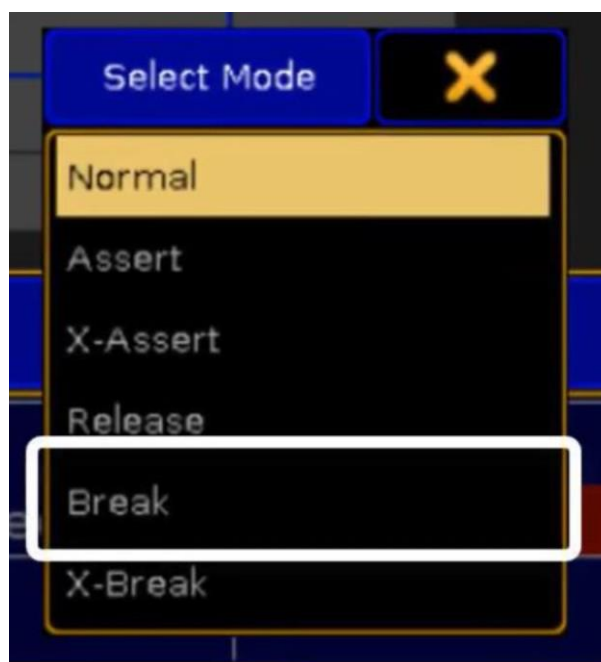 Select Mode
Normal
Assert
X-Assert
Release
Break
X-Break